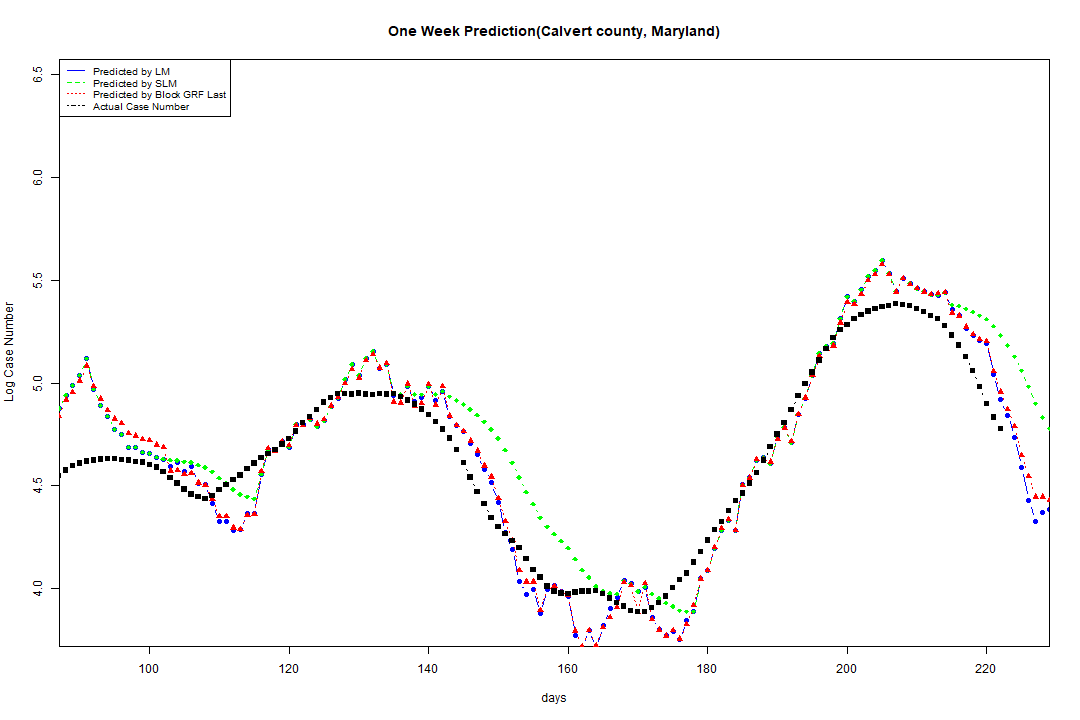 One Week Prediction(Calvert county, Maryland)
Predicted by LM
Predicted by SLM
Predicted by Block GRF Last
Actual Case Number
6.5
6.0
5.5
5.0
4.5
4.0
Log Case Number
100 120 140 160 180 200 220
days